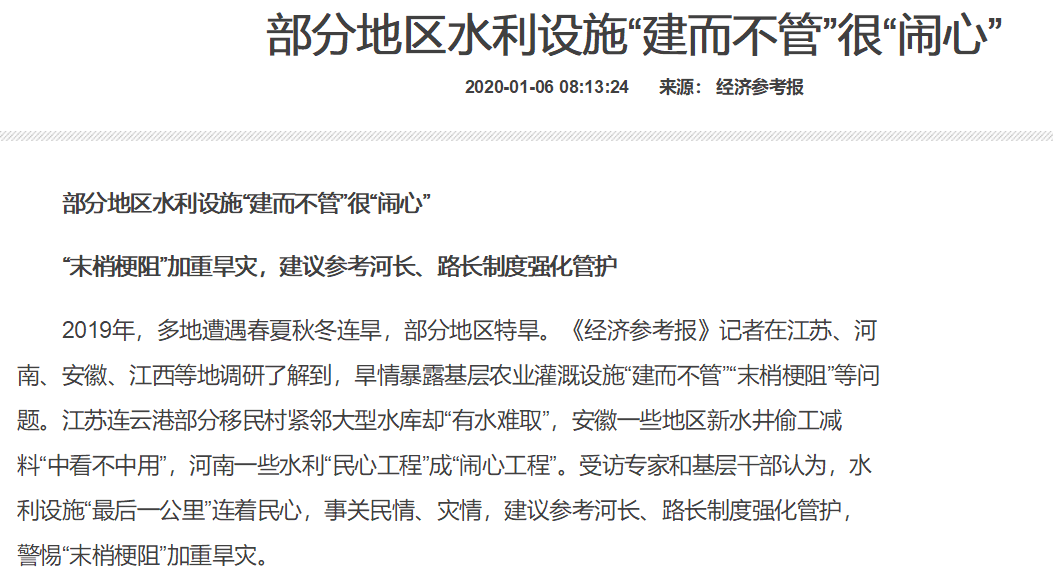 部分地区水利设施“建而不管”很“闹心”
2020-01-06 08:13:24 来源： 经济参考报
部分地区水利设施“建而不管”很“闹心”
“末梢梗阻”加重旱灾，建议参考河长、路长制度强化管护
2019年，多地遭遇春夏秋冬连旱，部分地区特旱。《经济参考报》记者在江苏、河
南、安徽、江西等地调研了解到，旱情暴露基层农业灌溉设施“建而不管”“末梢梗阻”等问
题。江苏连云港部分移民村紧邻大型水库却“有水难取”，安徽一些地区新水井偷工减
料“中看不中用”，河南一些水利“民心工程”成“闹心工程”。受访专家和基层干部认为，水
利设施“最后一公里”连着民心，事关民情、灾情，建议参考河长、路长制度强化管护，
警惕“末梢梗阻”加重旱灾。